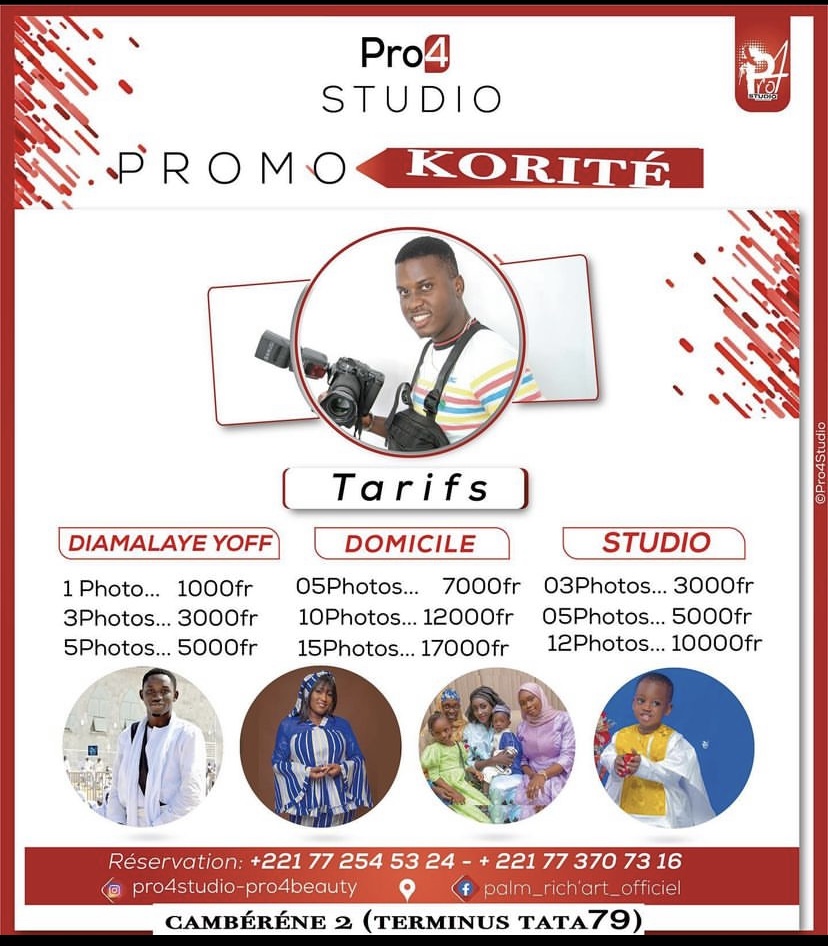 Pro4
STUDIO
Pro4
STUDIO
PROMO KORITÉ
Tarifs
DIAMALAYE YOFF
1 Photo... 1000fr
3Photos... 3000fr
5Photos... 5000fr
DOMICILE
05Photos... 7000fr
10Photos... 12000fr
15Photos... 17000fr
STUDIO
03Photos... 3000fr
05Photos... 5000fr
12Photos... 10000fr
©Pro4Studio
Réservation: +221 77 254 53 24 - + 221 77 370 73 16
pro4studio-pro4beauty
palm_rich'art_officiel
CAMBÉRÉNE 2 (TERMINUS TATA79)